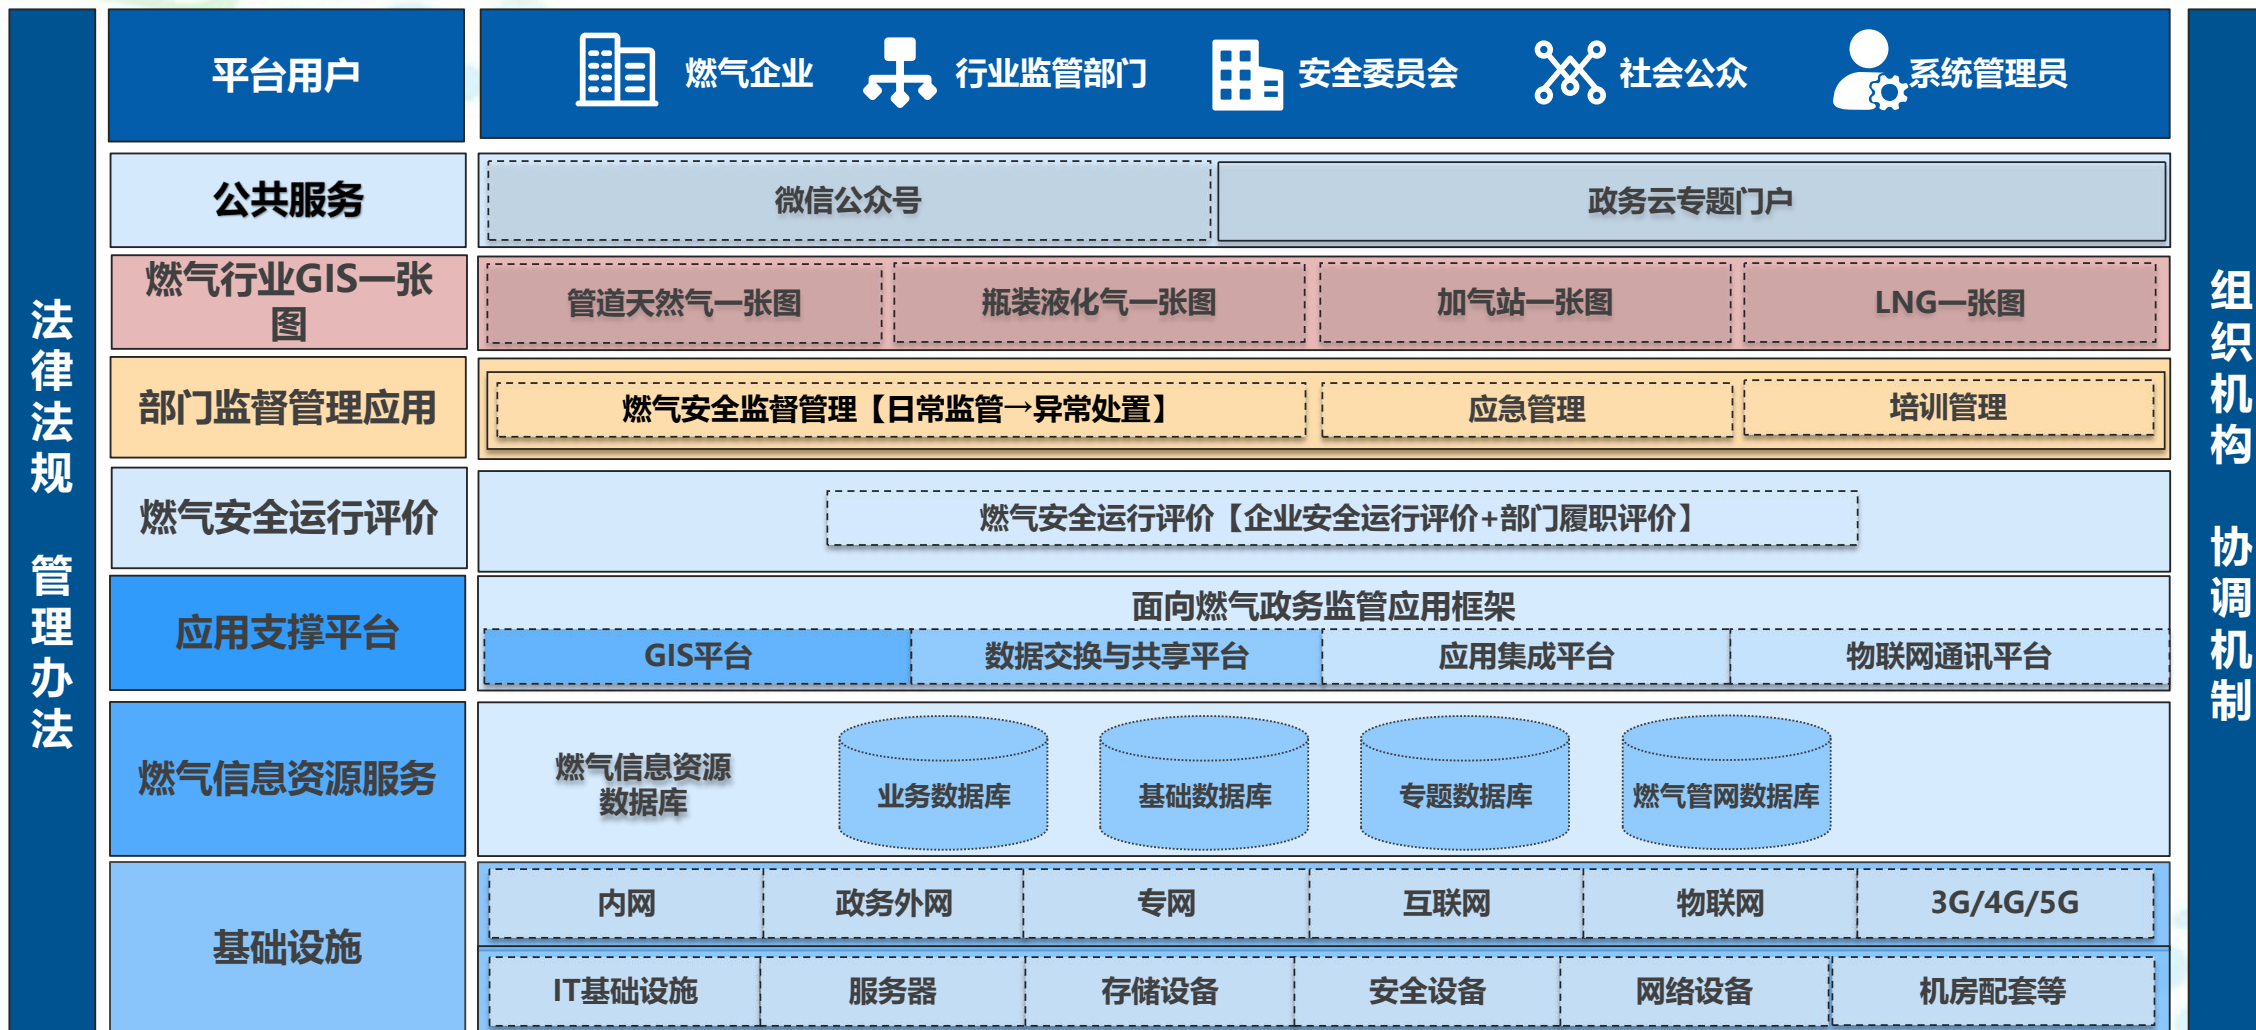 法律法规 管理办法
平台用户
燃气企业
行业监管部门
安全委员会
社会公众
系统管理员
公共服务
微信公众号
政务云专题门户
燃气行业GIS一张
图
管道天然气一张图
瓶装液化气一张图
加气站一张图
LNG一张图
部门监督管理应用
燃气安全监督管理【日常监管→异常处置】
应急管理
培训管理
燃气安全运行评价
燃气安全运行评价【企业安全运行评价+部门履职评价】
应用支撑平台
面向燃气政务监管应用框架
GIS平台
数据交换与共享平台
应用集成平台
物联网通讯平台
燃气信息资源服务
燃气信息资源
数据库
业务数据库
基础数据库
专题数据库
燃气管网数据库
基础设施
内网
政务外网
专网
互联网
物联网
3G/4G/5G
IT基础设施
服务器
存储设备
安全设备
网络设备
机房配套等
组织机构 协调机制